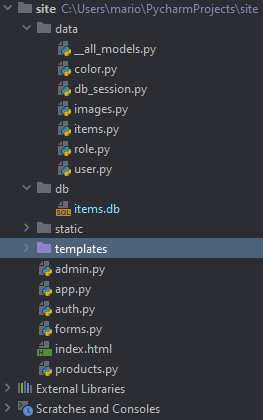 site C:\Users\mario\PycharmProjects\site
data
__all_models.py
color.py
db_session.py
images.py
items.py
role.py
user.py
db
items.db
static
templates
admin.py
app.py
auth.py
forms.py
index.html
products.py
External Libraries
Scratches and Consoles